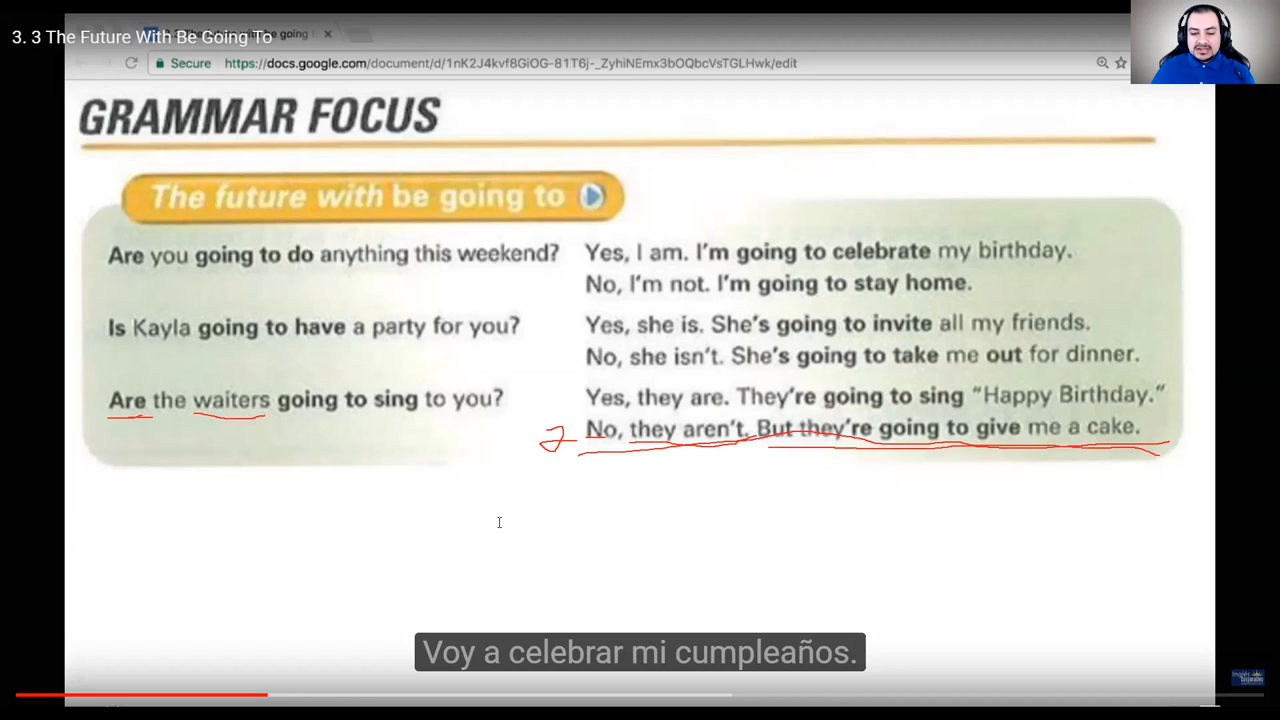 3. 3 The Future With Be Going To
Secure https://docs.google.com/document/d/1nK2J4kvf8GiOG-81T6j-_ZyhiNEmx3bOQbcVsTGLHwk/edit
GRAMMAR FOCUS
The future with be going to
Are you going to do anything this weekend? Yes, I am. I'm going to celebrate my birthday.
No, I'm not. I'm going to stay home.
Is Kayla going to have a party for you? Yes, she is. She's going to invite all my friends.
No, she isn't. She's going to take me out for dinner.
Are the waiters going to sing to you? Yes, they are. They're going to sing "Happy Birthday."
2 No, they aren't. But they're going to give me a cake.
Voy a celebrar mi cumpleaños.
Inglés
Corporativo